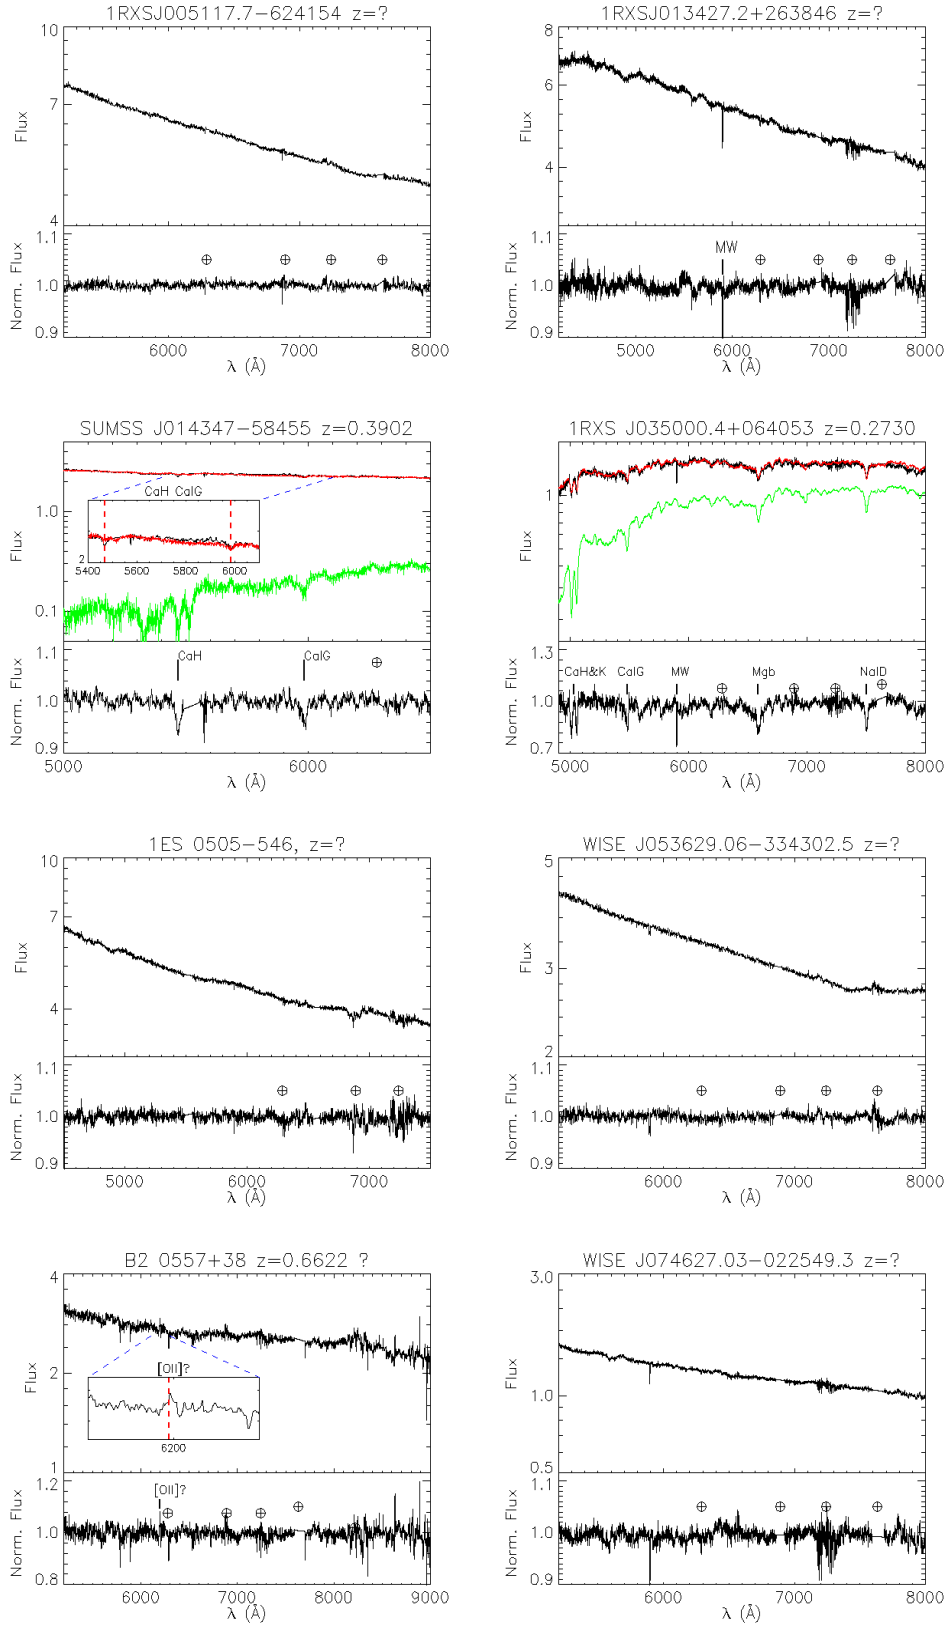 1RXSJ005117.7−624154 z=?
10
7
4
Flux
1.1
1.0
0.9
Norm. Flux
6000 7000 8000
λ (Å)
1RXSJ013427.2+263846 z=?
8
6
4
Flux
MW
1.1
1.0
0.9
Norm. Flux
5000 6000 7000 8000
λ (Å)
SUMSS J014347−58455 z=0.3902
1.0
0.1
Flux
CaH CaIG
2
5400 5600 5800 6000
CaH CaIG
1.1
1.0
0.9
Norm. Flux
5000 6000
λ (Å)
1RXS J035000.4+064053 z=0.2730
1
Flux
CaH&K CaIG MW Mgb NaID
1.3
1.0
0.7
Norm. Flux
5000 6000 7000 8000
λ (Å)
1ES 0505−546, z=?
10
7
4
Flux
1.1
1.0
0.9
Norm. Flux
5000 6000 7000
λ (Å)
WISE J053629.06−334302.5 z=?
5
3
2
Flux
1.1
1.0
0.9
Norm. Flux
6000 7000 8000
λ (Å)
B2 0557+38 z=0.6622 ?
4
2
1
Flux
[OII]?
6200
[OII]?
1.2
1.0
0.8
Norm. Flux
6000 7000 8000 9000
λ (Å)
WISE J074627.03−022549.3 z=?
3.0
1.0
0.5
Flux
1.1
1.0
0.9
Norm. Flux
6000 7000 8000
λ (Å)